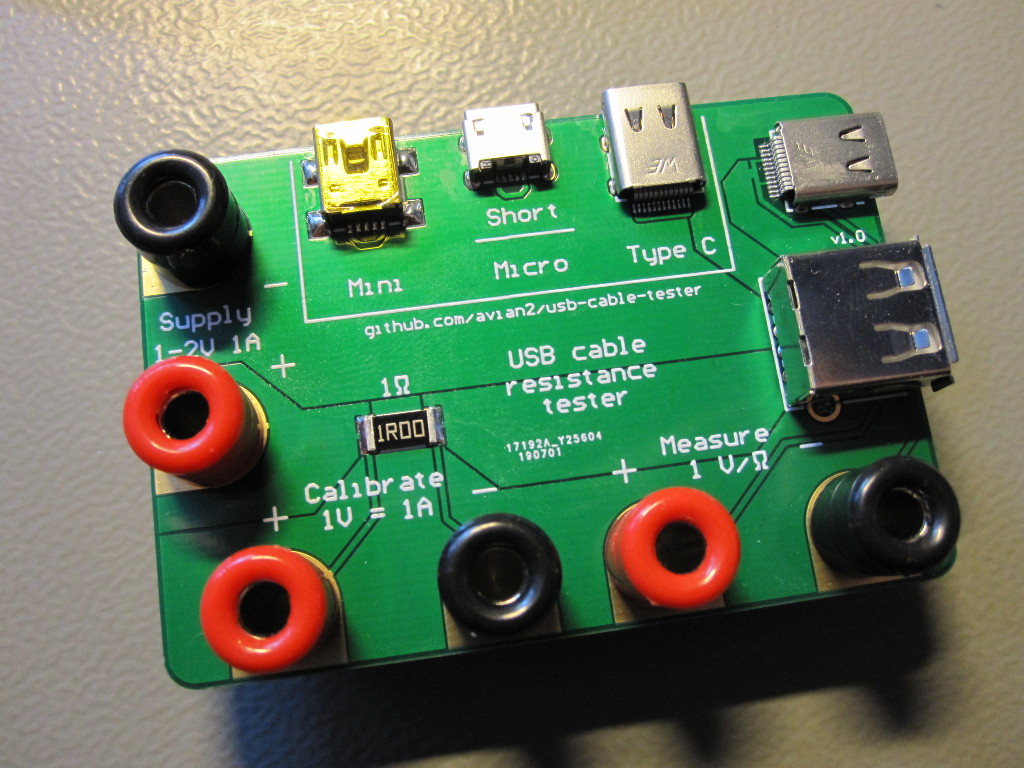 WE
v1.0
Short
Mini
Micro
Type C
github.com/avian2/usb-cable-tester
-
Supply
1-2V 1A
+
USB cable
resistance
tester
1Ω
1R00
17192A_Y25604
190701
Calibrate
+ 1V = 1A -
Measure
+ 1 V/Ω -